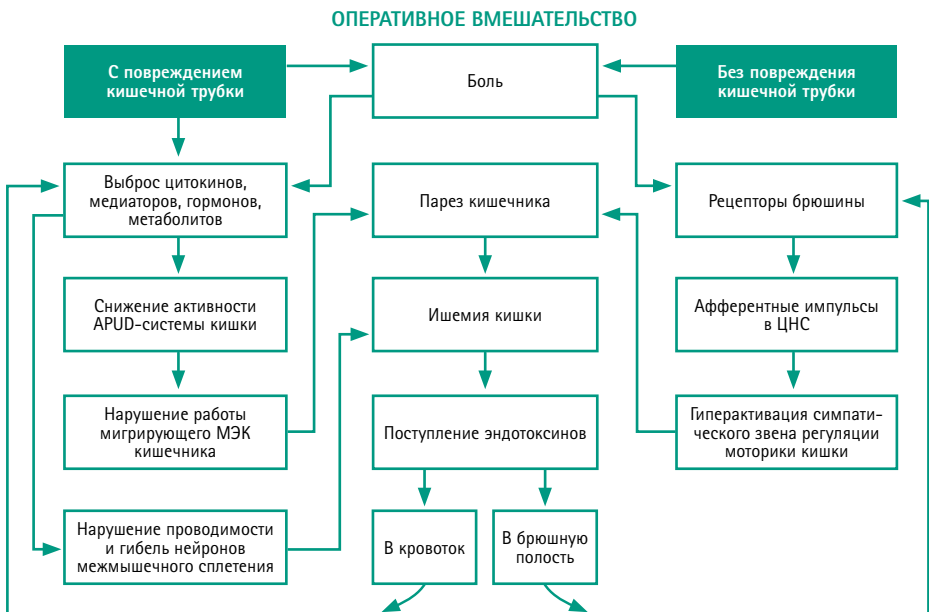 ОПЕРАТИВНОЕ ВМЕШАТЕЛЬСТВО
С повреждением
кишечной трубки
Боль
Без повреждения
кишечной трубки
Выброс цитокинов,
медиаторов, гормонов,
метаболитов
Парез кишечника
Рецепторы брюшины
Снижение активности
APUD-системы кишки
Ишемия кишки
Афферентные импульсы
в ЦНС
Нарушение работы
мигрирующего МЭК
кишечника
Поступление эндотоксинов
Гиперактивация симпати-
ческого звена регуляции
моторики кишки
Нарушение проводимости
и гибель нейронов
межмышечного сплетения
В кровоток
В брюшную
полость